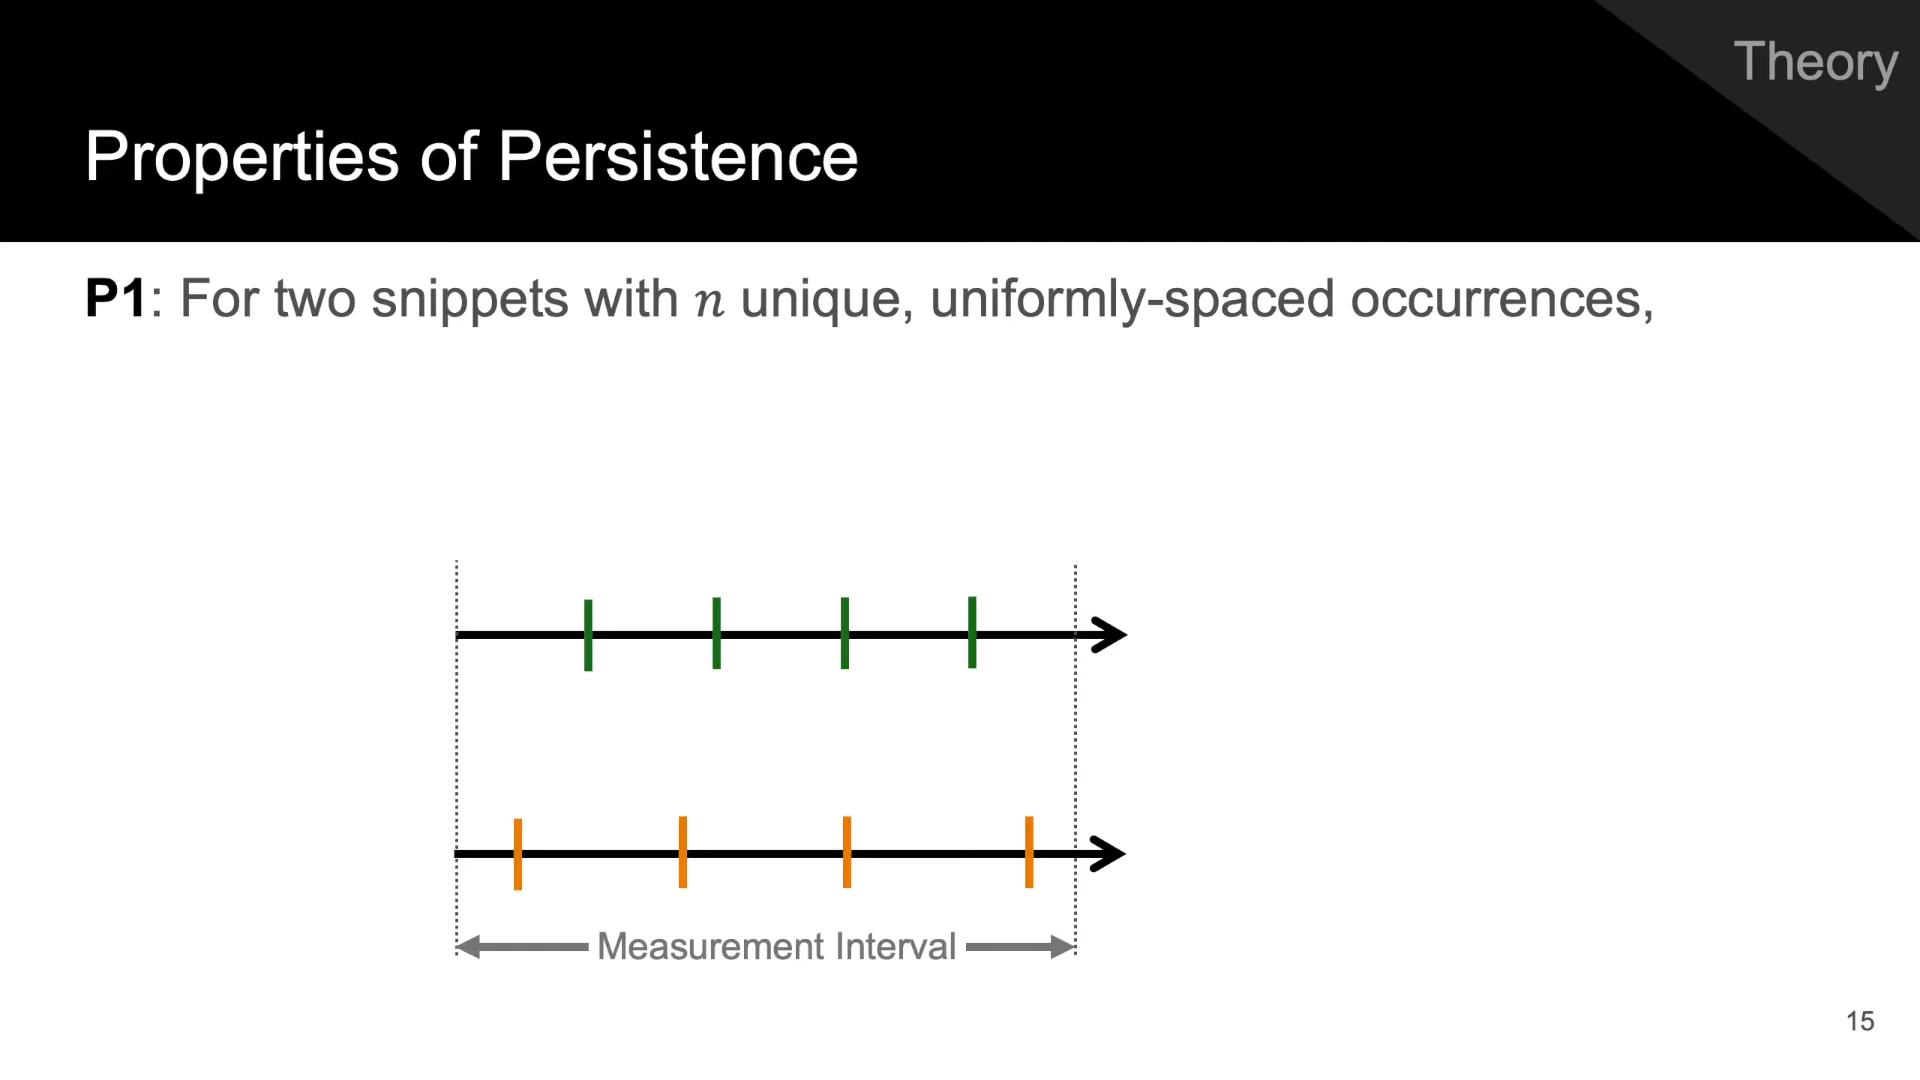 Theory
Properties of Persistence
P1: For two snippets with n unique, uniformly-spaced occurrences,
Measurement Interval
15